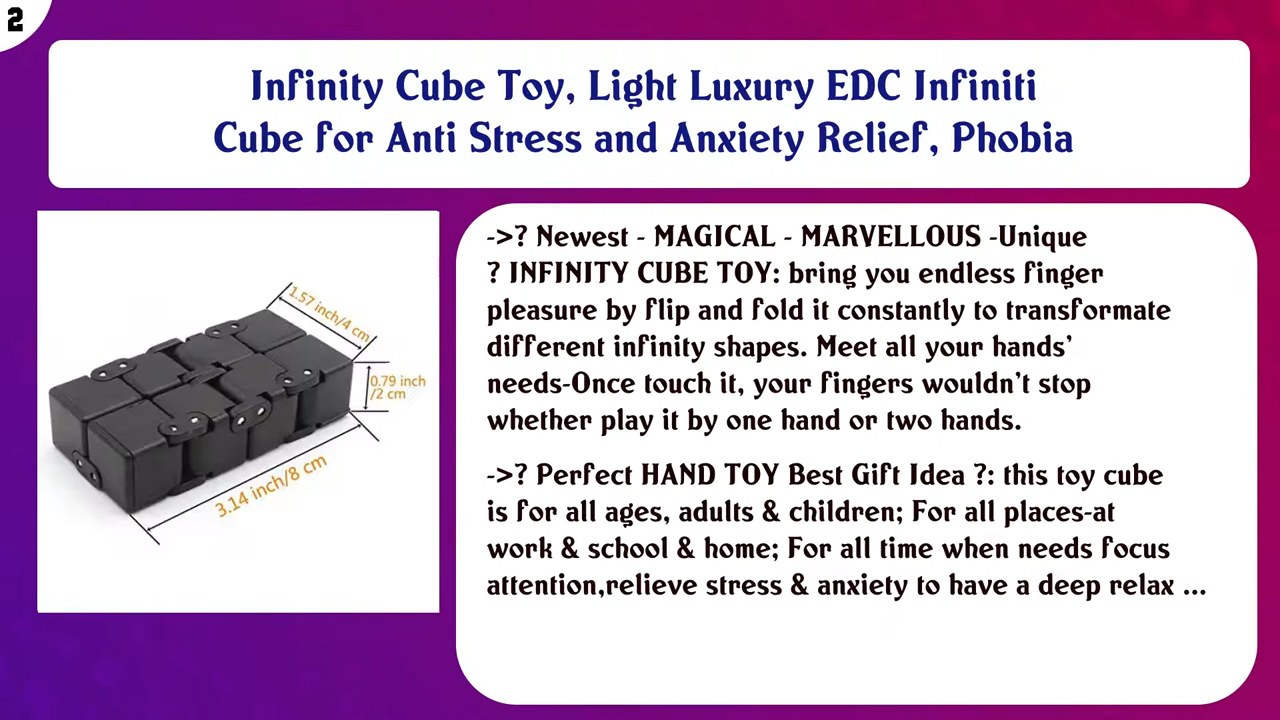 2
Infinity Cube Toy, Light Luxury EDC Infiniti
Cube for Anti Stress and Anxiety Relief, Phobia
1.57 inch/4 cm
0.79 inch
/2 cm
3.14 inch/8 cm
->? Newest - MAGICAL - MARVELLOUS -Unique
? INFINITY CUBE TOY: bring you endless finger
pleasure by flip and fold it constantly to transformate
different infinity shapes. Meet all your hands’
needs-Once touch it, your fingers wouldn’t stop
whether play it by one hand or two hands.
->? Perfect HAND TOY Best Gift Idea ?: this toy cube
is for all ages, adults & children; For all places-at
work & school & home; For all time when needs focus
attention,relieve stress & anxiety to have a deep relax ...